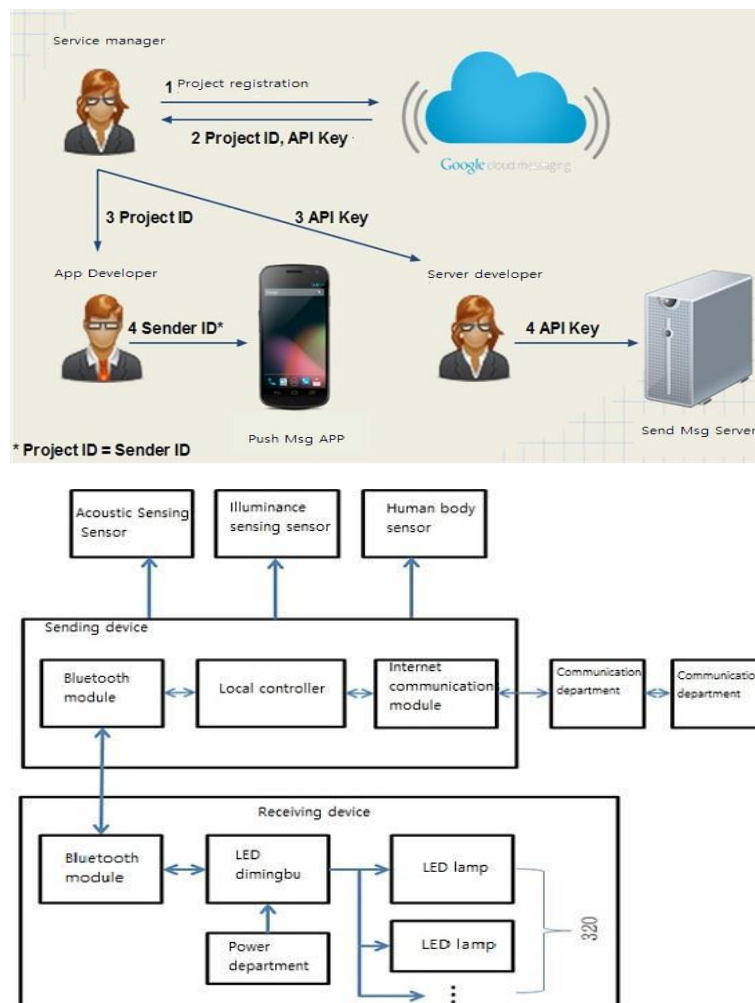 Service manager
1 Project registration
2 Project ID, API Key
Google cloud messaging
3 Project ID
3 API Key
App Developer
Server developer
4 Sender ID*
4 API Key
Push Msg APP
Send Msg Server
* Project ID = Sender ID
Acoustic Sensing
Sensor
Illuminance
sensing sensor
Human body
sensor
Sending device
Bluetooth
module
Local controller
Internet
communication
module
Communication
department
Communication
department
Receiving device
Bluetooth
module
LED
dimingbu
LED lamp
LED lamp
320
Power
department